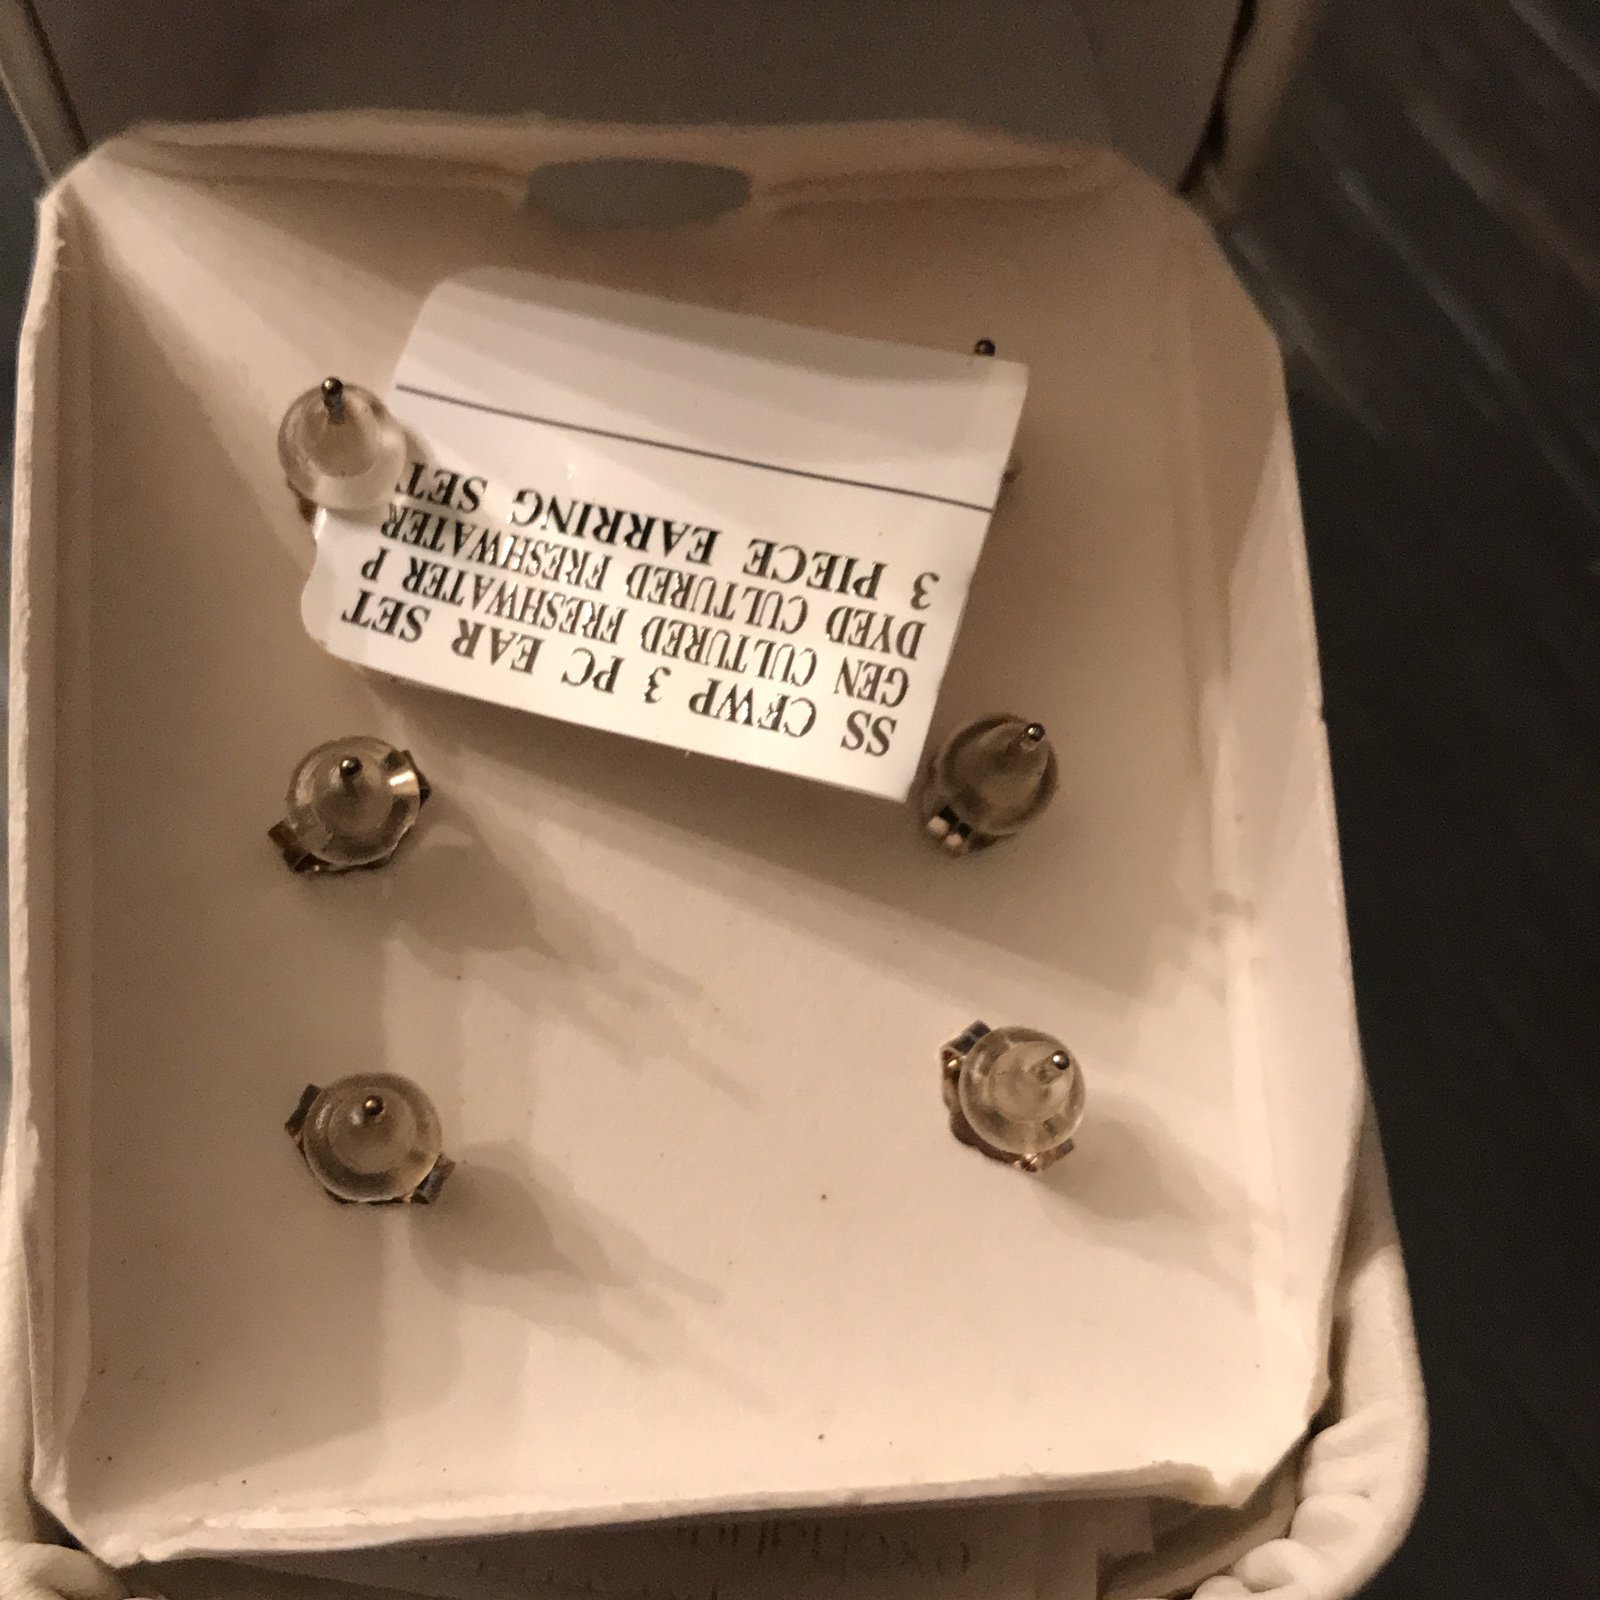 SS CFWP 3 PC EAR SET
GEN CULTURED FRESHWATER P
DYED CULTURED FRESHWATER
3 PIECE EARRING SET